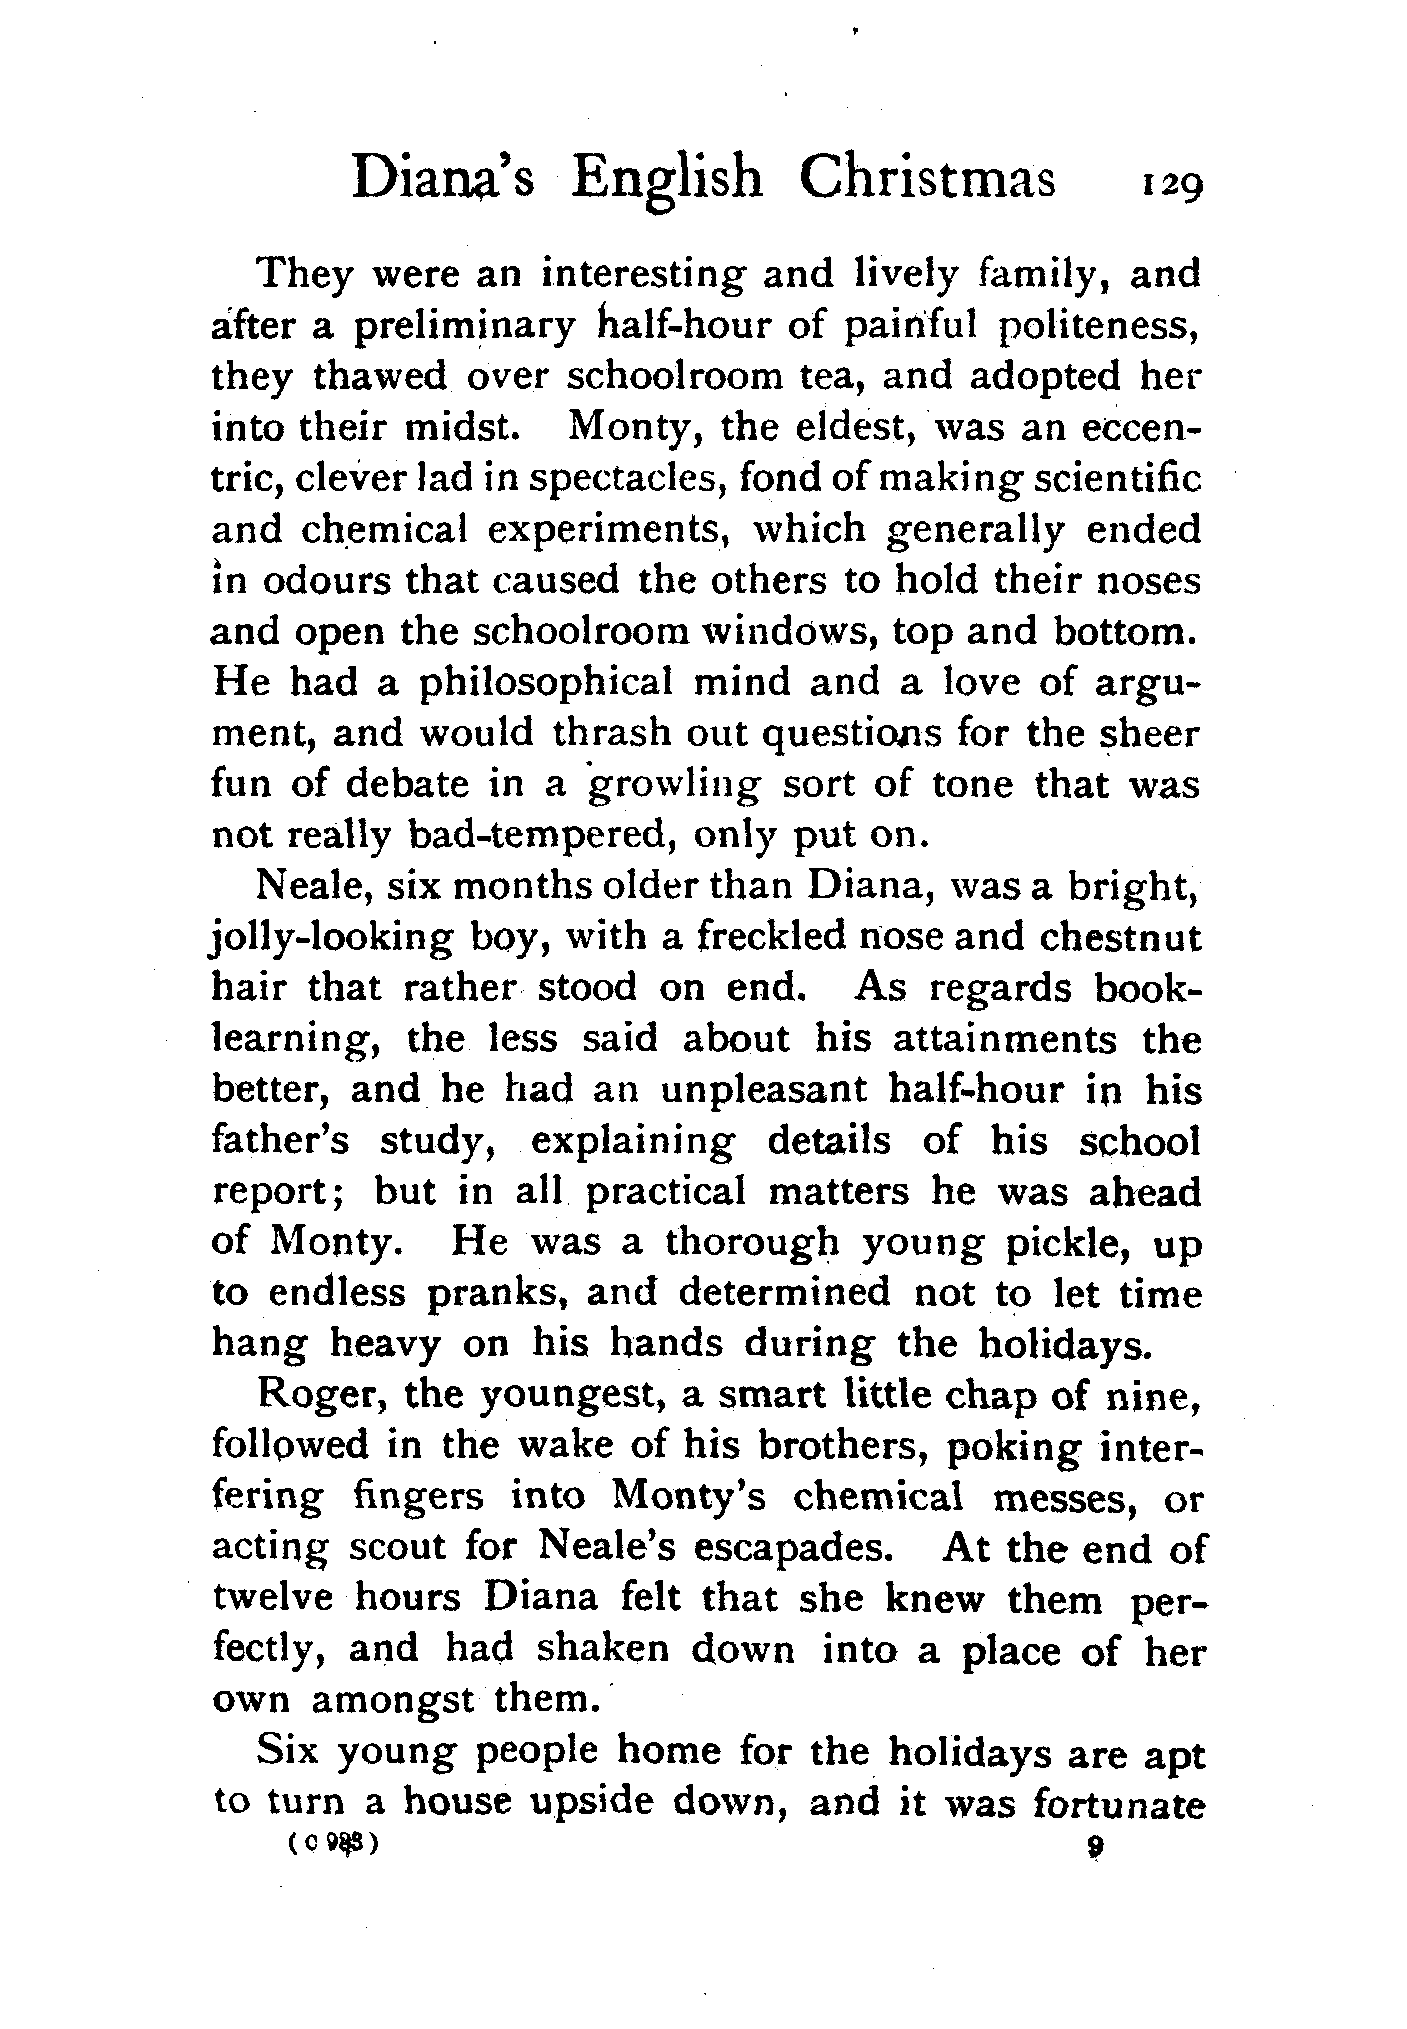 Diana's English Christmas 129
They were an interesting and lively family, and
after a preliminary half-hour of painful politeness,
they thawed over schoolroom tea, and adopted her
into their midst. Monty, the eldest, was an eccen-
tric, clever lad in spectacles, fond of making scientific
and chemical experiments, which generally ended
in odours that caused the others to hold their noses
and open the schoolroom windows, top and bottom.
He had a philosophical mind and a love of argu-
ment, and would thrash out questions for the sheer
fun of debate in a growling sort of tone that was
not really bad-tempered, only put on.
Neale, six months older than Diana, was a bright,
jolly-looking boy, with a freckled nose and chestnut
hair that rather stood on end. As regards book-
learning, the less said about his attainments the
better, and he had an unpleasant half-hour in his
father's study, explaining details of his school
report; but in all practical matters he was ahead
of Monty. He was a thorough young pickle, up
to endless pranks, and determined not to let time
hang heavy on his hands during the holidays.
Roger, the youngest, a smart little chap of nine,
followed in the wake of his brothers, poking inter-
fering fingers into Monty's chemical messes, or
acting scout for Neale's escapades. At the end of
twelve hours Diana felt that she knew them per-
fectly, and had shaken down into a place of her
own amongst them.
Six young people home for the holidays are apt
to turn a house upside down, and it was fortunate
9